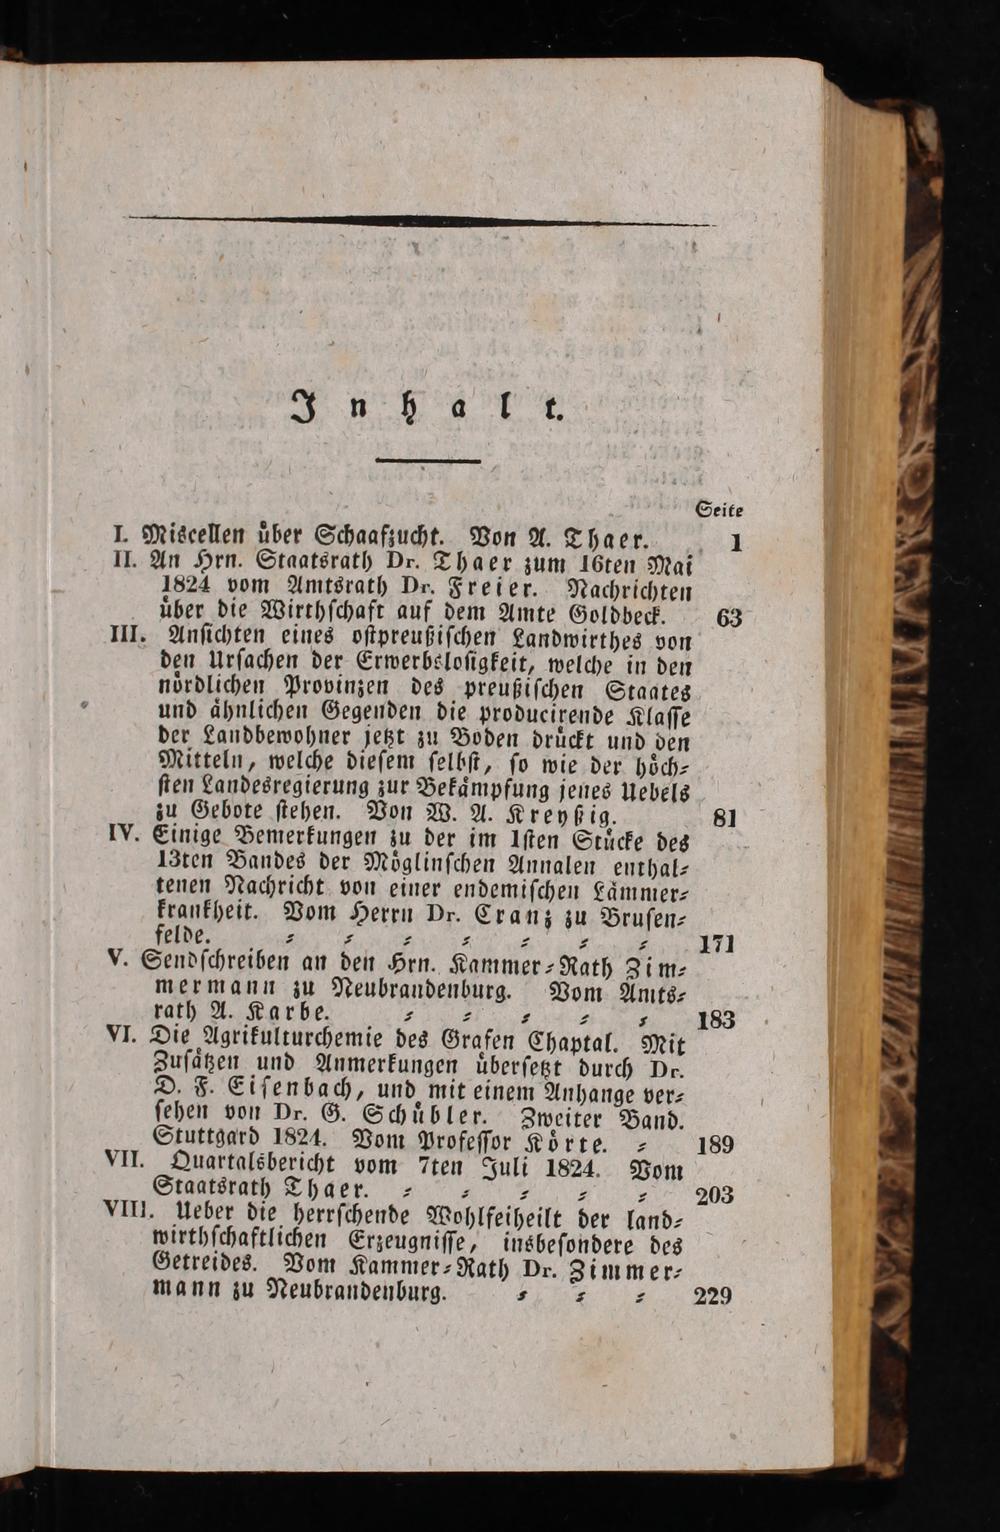 Inhalt.
Seite
I. Miscellen über Schaafzucht. Von A. Thaer. 1
II. An Hrn. Staatsrath Dr. Thaer zum 16ten Mai
1824 vom Amtsrath Dr. Freier. Nachrichten
über die Wirthschaft auf dem Amte Goldbeck. 63
III. Ansichten eines ostpreußischen Landwirthes von
den Ursachen der Erwerbslosigkeit, welche in den
nördlichen Provinzen des preußischen Staates
und ähnlichen Gegenden die producirende Klasse
der Landbewohner jetzt zu Boden drückt und den
Mitteln, welche diesem selbst, so wie der höch-
sten Landesregierung zur Bekämpfung jenes Uebels
zu Gebote stehen. Von W. A. Kreyßig. 81
IV. Einige Bemerkungen zu der im 1sten Stücke des
13ten Bandes der Möglinschen Annalen enthal-
tenen Nachricht von einer endemischen Lämmer-
krankheit. Vom Herrn Dr. Cranz zu Brusen-
felde. - - - - - - - 171
V. Sendschreiben an den Hrn. Kammer-Rath Zim-
mermann zu Neubrandenburg. Vom Amts-
rath A. Karbe. - - - - - 183
VI. Die Agrikulturchemie des Grafen Chaptal. Mit
Zusätzen und Anmerkungen übersetzt durch Dr.
D. F. Eisenbach, und mit einem Anhange ver-
sehen von Dr. G. Schübler. Zweiter Band.
Stuttgard 1824. Vom Professor Körte. - 189
VII. Quartalsbericht vom 7ten Juli 1824. Vom
Staatsrath Thaer. - - - - - 203
VIII. Ueber die herrschende Wohlfeiheilt der land-
wirthschaftlichen Erzeugnisse, insbesondere des
Getreides. Vom Kammer-Rath Dr. Zimmer-
mann zu Neubrandenburg. - - - 229